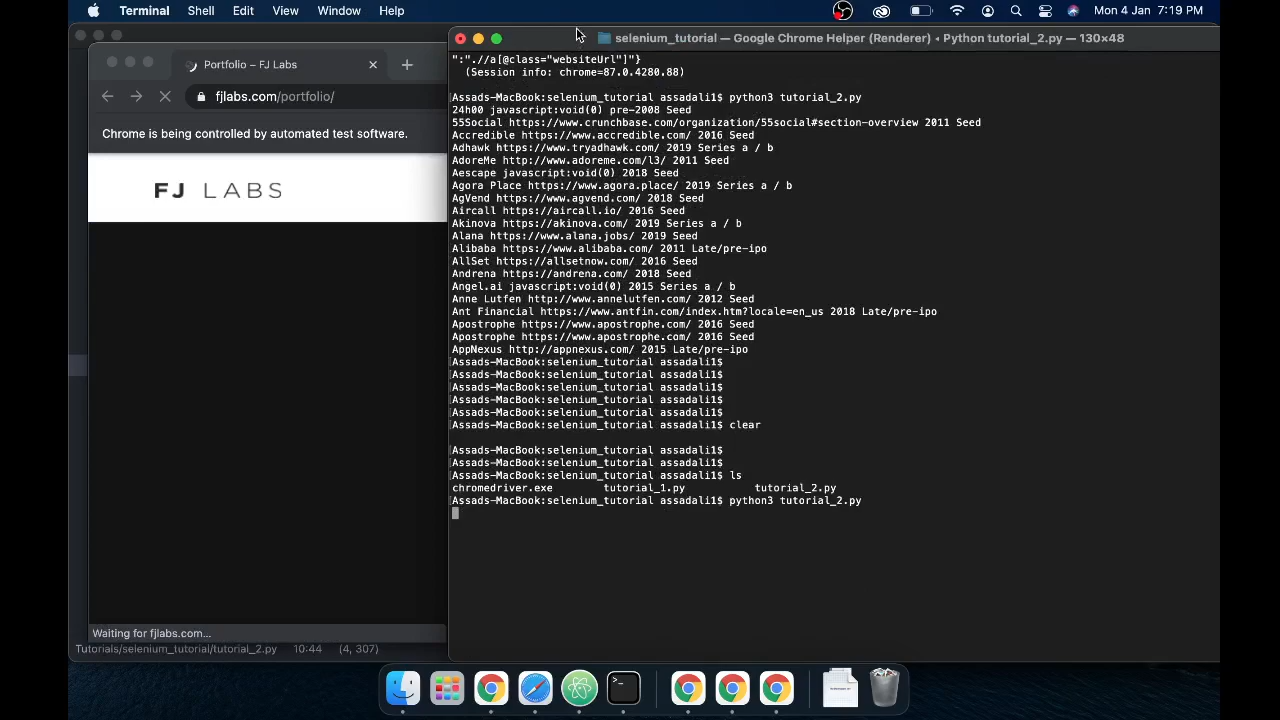 Terminal Shell Edit View Window Help Mon 4 Jan 7:19 PM
selenium_tutorial — Google Chrome Helper (Renderer) ◂ Python tutorial_2.py — 130×48
Portfolio – FJ Labs
fjlabs.com/portfolio/
Chrome is being controlled by automated test software.
FJ LABS
Waiting for fjlabs.com...
Tutorials/selenium_tutorial/tutorial_2.py 10:44 (4, 307)
":".//a[@class="websiteUrl"]"}
(Session info: chrome=87.0.4280.88)
Assads-MacBook:selenium_tutorial assadali1$ python3 tutorial_2.py
24h00 javascript:void(0) pre-2008 Seed
55Social https://www.crunchbase.com/organization/55social#section-overview 2011 Seed
Accredible https://www.accredible.com/ 2016 Seed
Adhawk https://www.tryadhawk.com/ 2019 Series a / b
AdoreMe http://www.adoreme.com/l3/ 2011 Seed
Aescape javascript:void(0) 2018 Seed
Agora Place https://www.agora.place/ 2019 Series a / b
AgVend https://www.agvend.com/ 2018 Seed
Aircall https://aircall.io/ 2016 Seed
Akinova https://akinova.com/ 2019 Series a / b
Alana https://www.alana.jobs/ 2019 Seed
Alibaba https://www.alibaba.com/ 2011 Late/pre-ipo
AllSet https://allsetnow.com/ 2016 Seed
Andrena https://andrena.com/ 2018 Seed
Angel.ai javascript:void(0) 2015 Series a / b
Anne Lutfen http://www.annelutfen.com/ 2012 Seed
Ant Financial https://www.antfin.com/index.htm?locale=en_us 2018 Late/pre-ipo
Apostrophe https://www.apostrophe.com/ 2016 Seed
Apostrophe https://www.apostrophe.com/ 2016 Seed
AppNexus http://appnexus.com/ 2015 Late/pre-ipo
Assads-MacBook:selenium_tutorial assadali1$
Assads-MacBook:selenium_tutorial assadali1$
Assads-MacBook:selenium_tutorial assadali1$
Assads-MacBook:selenium_tutorial assadali1$
Assads-MacBook:selenium_tutorial assadali1$
Assads-MacBook:selenium_tutorial assadali1$ clear
Assads-MacBook:selenium_tutorial assadali1$
Assads-MacBook:selenium_tutorial assadali1$
Assads-MacBook:selenium_tutorial assadali1$ ls
chromedriver.exe tutorial_1.py tutorial_2.py
Assads-MacBook:selenium_tutorial assadali1$ python3 tutorial_2.py